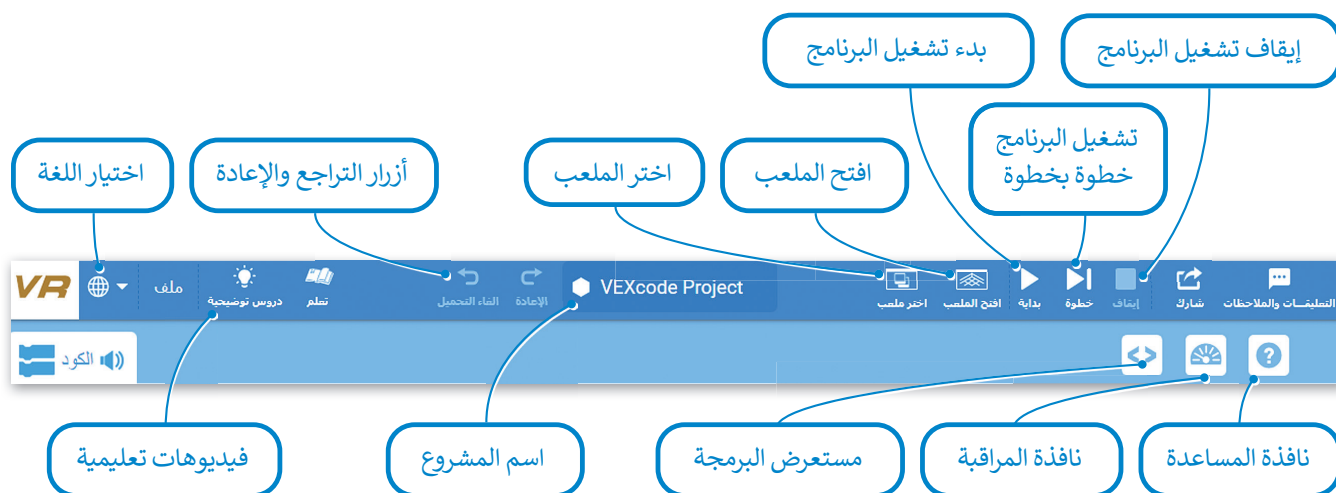 إيقاف تشغيل البرنامج
بدء تشغيل البرنامج
تشغيل البرنامج
خطوة بخطوة
افتح الملعب
اختر الملعب
أزرار التراجع والإعادة
اختيار اللغة
VR
ملف
دروس توضيحية
تعلم
الغاء التحميل
الإعادة
VEXcode Project
اختر ملعب
افتح الملعب
بداية
خطوة
إيقاف
شارك
التعليقـــات والملاحظات
الكود
نافذة المساعدة
نافذة المراقبة
مستعرض البرمجة
اسم المشروع
فيديوهات تعليمية